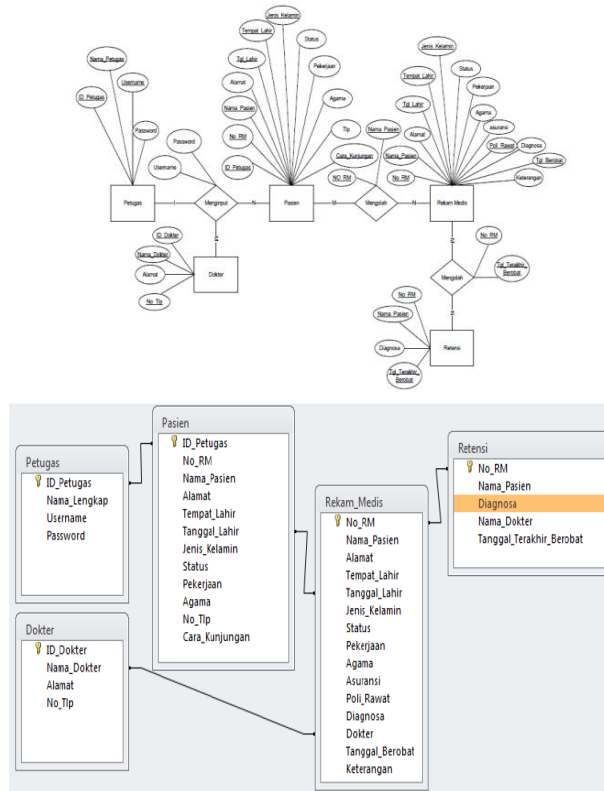 Jenis_Kelamin
Tempat_Lahir
Status
Tgl_Lahir
Pekerjaan
Alamat
Agama
Nama_Pasien
Tlp
No_RM
Cara_Kunjungan
ID_Petugas
Nama_Petugas
Username
ID_Petugas
Password
Password
Username
Nama_Pasien
NO_RM
Jenis_Kelamin
Status
Tempat_Lahir
Pekerjaan
Tgl_Lahir
Agama
asuransi
Alamat
Poli_Rawat
Diagnosa
Nama_Pasien
Tgl_Berobat
No_RM
Keterangan
Petugas
Menginput
N
Pasien
Mengolah
Rekam Medis
ID_Dokter
Nama_Dokter
Alamat
No_Tlp
Dokter
No_RM
Mengolah
Tgl_Terakhir_
Berobat
No_RM
Nama_Pasien
Diagnosa
Tgl_Terakhir_
Berobat
Retensi
Petugas
ID_Petugas
Nama_Lengkap
Username
Password
Pasien
ID_Petugas
No_RM
Nama_Pasien
Alamat
Tempat_Lahir
Tanggal_Lahir
Jenis_Kelamin
Status
Pekerjaan
Agama
No_Tlp
Cara_Kunjungan
Rekam_Medis
No_RM
Nama_Pasien
Alamat
Tempat_Lahir
Tanggal_Lahir
Jenis_Kelamin
Status
Pekerjaan
Agama
Asuransi
Poli_Rawat
Diagnosa
Dokter
Tanggal_Berobat
Keterangan
Retensi
No_RM
Nama_Pasien
Diagnosa
Nama_Dokter
Tanggal_Terakhir_Berobat
Dokter
ID_Dokter
Nama_Dokter
Alamat
No_Tlp